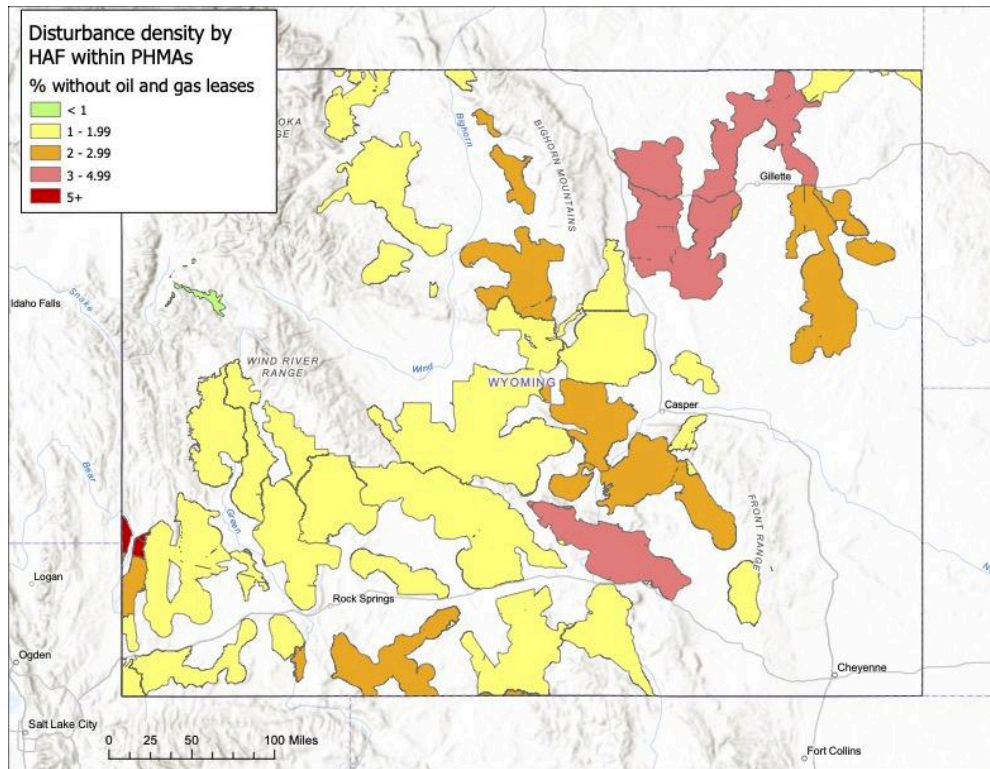 Disturbance density by
HAF within PHMAs
% without oil and gas leases
< 1
1 - 1.99
2 - 2.99
3 - 4.99
5+
OKA
GE
Bighorn
BIGHORN MOUNTAINS
Gillette
Idaho Falls
Snake
WIND RIVER
RANGE
Wind
WYOMING
Casper
Bear
Green
FRONT RANGE
N
Logan
Rock Springs
Ogden
Cheyenne
Salt Lake City
0 25 50 100 Miles
Fort Collins